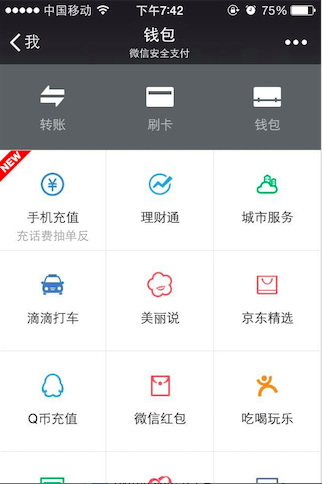 中国移动 下午7:42 75%
我 钱包
微信安全支付
转账 刷卡 钱包
NEW
手机充值 理财通 城市服务
充话费抽单反
滴滴打车 美丽说 京东精选
Q币充值 微信红包 吃喝玩乐